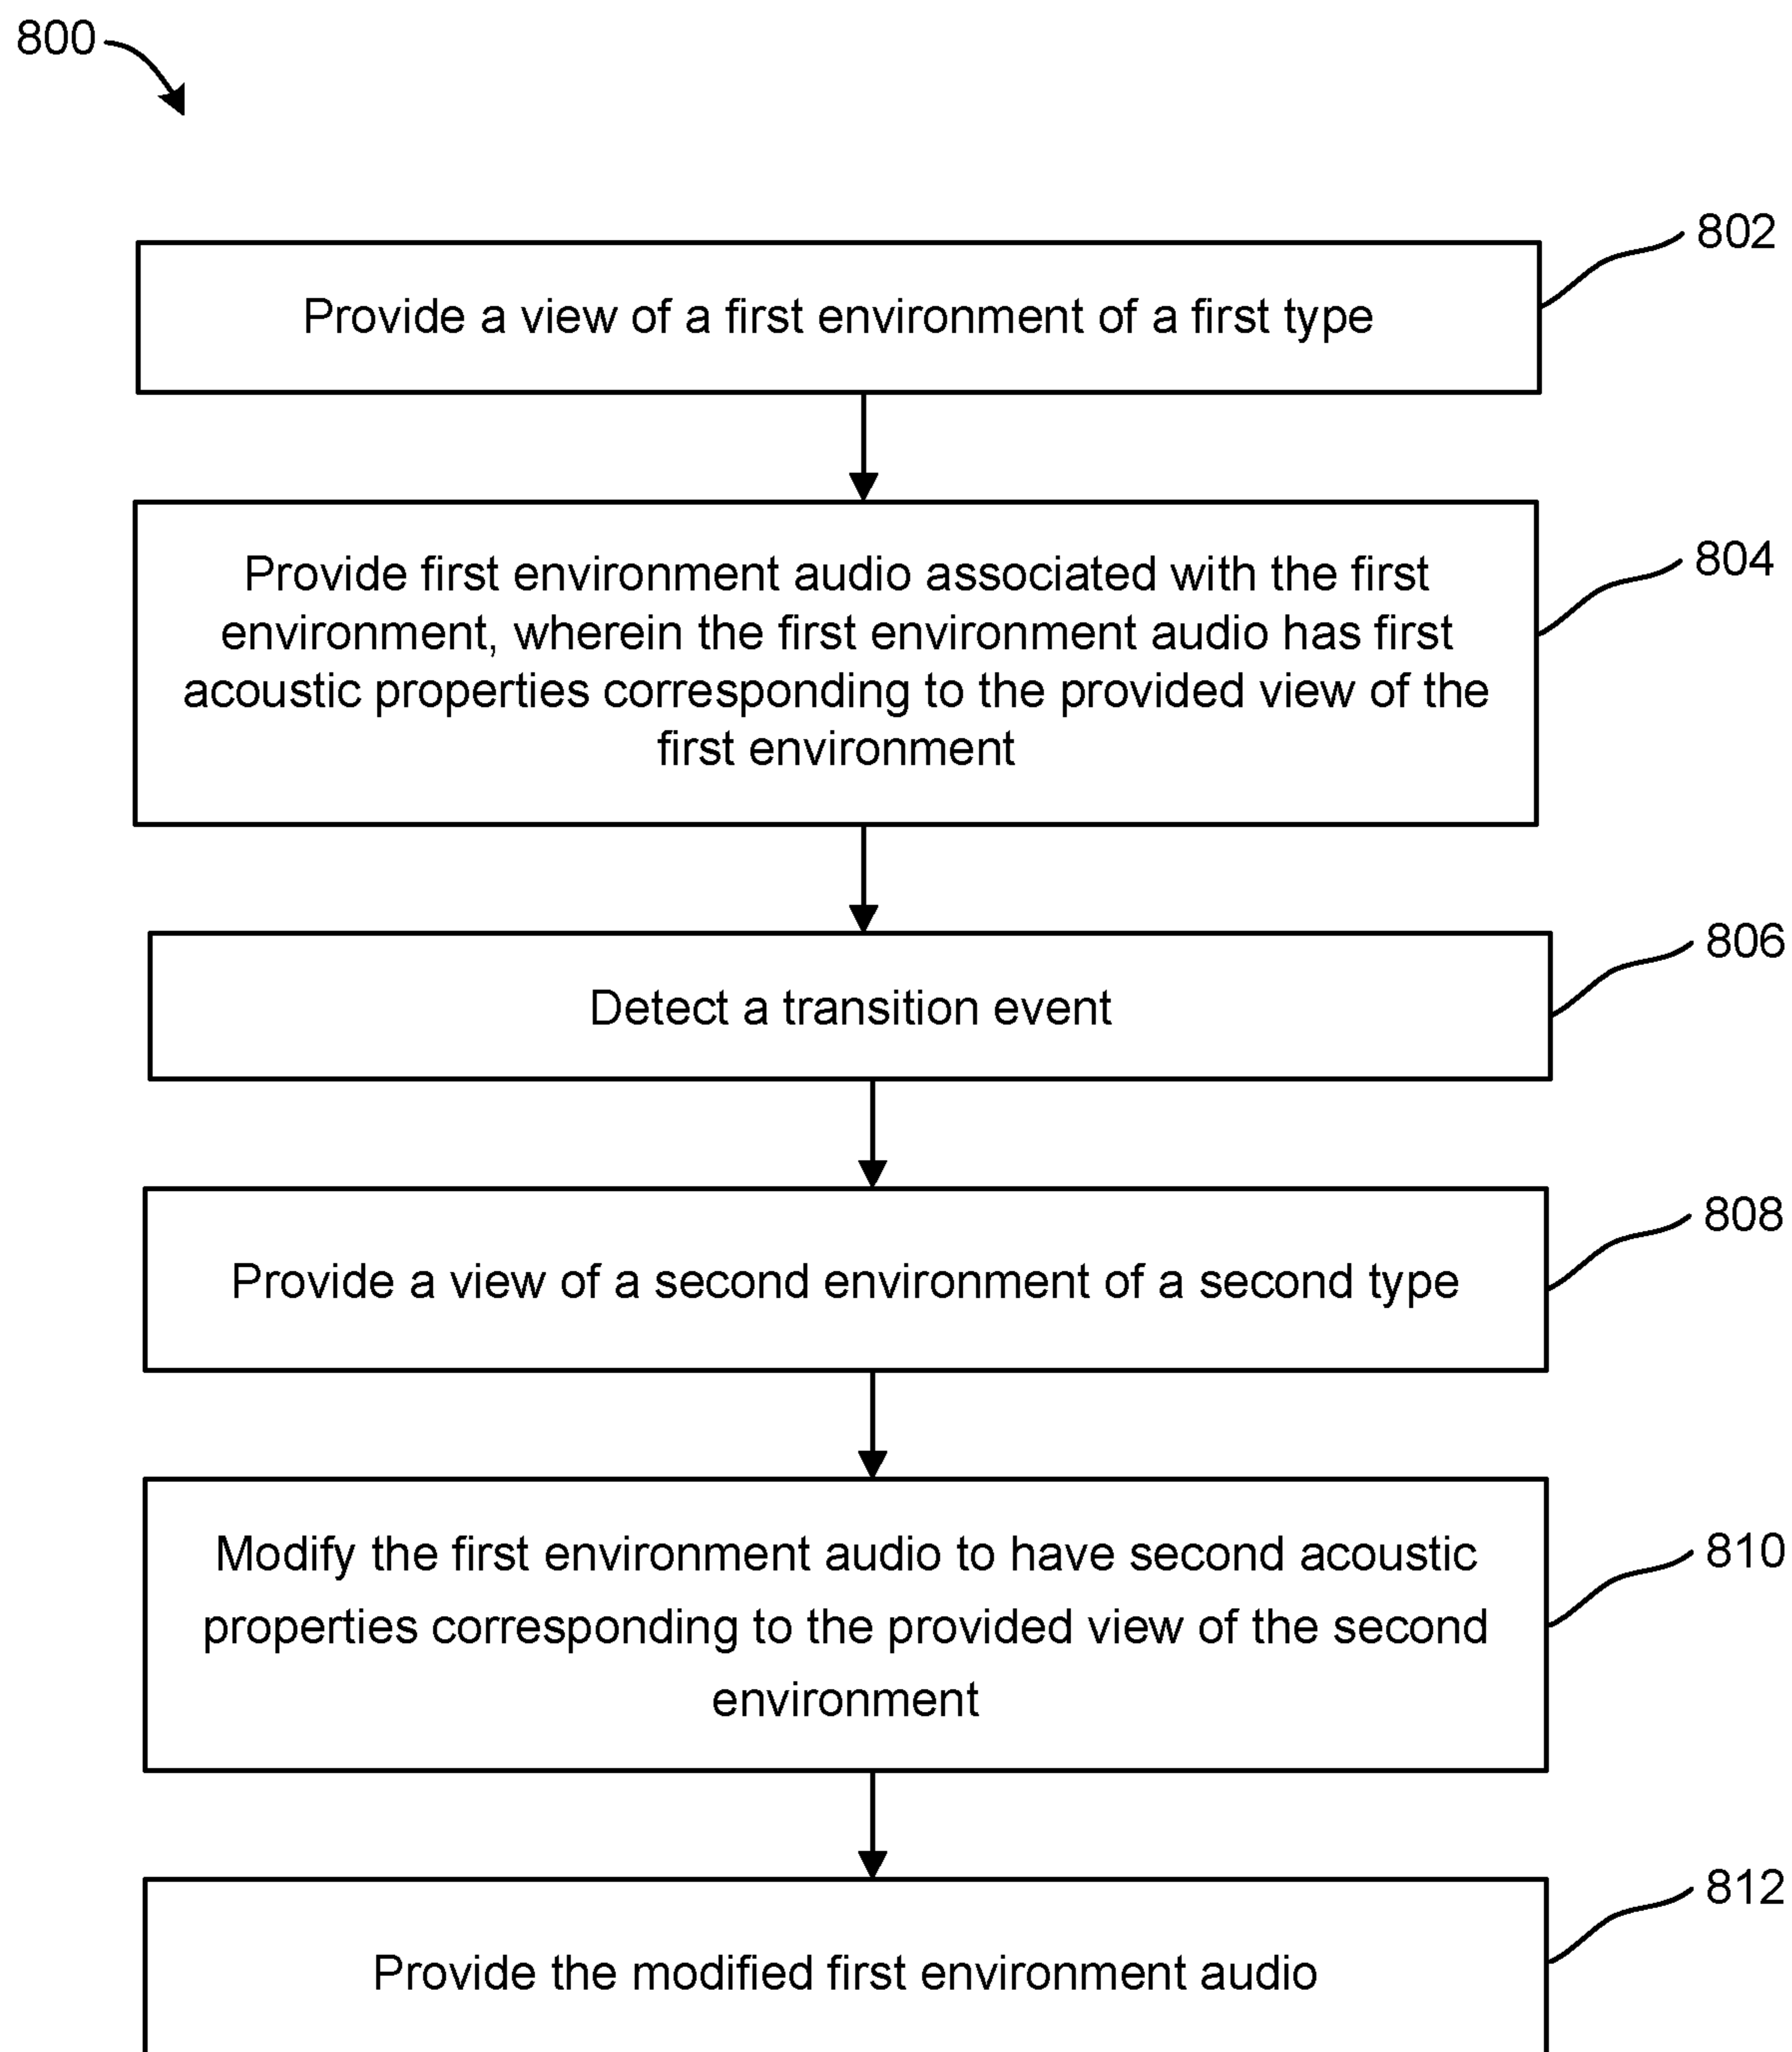 800
802
Provide a view of a first environment of a first type
804
Provide first environment audio associated with the first
environment, wherein the first environment audio has first
acoustic properties corresponding to the provided view of the
first environment
806
Detect a transition event
808
Provide a view of a second environment of a second type
810
Modify the first environment audio to have second acoustic
properties corresponding to the provided view of the second
environment
812
Provide the modified first environment audio